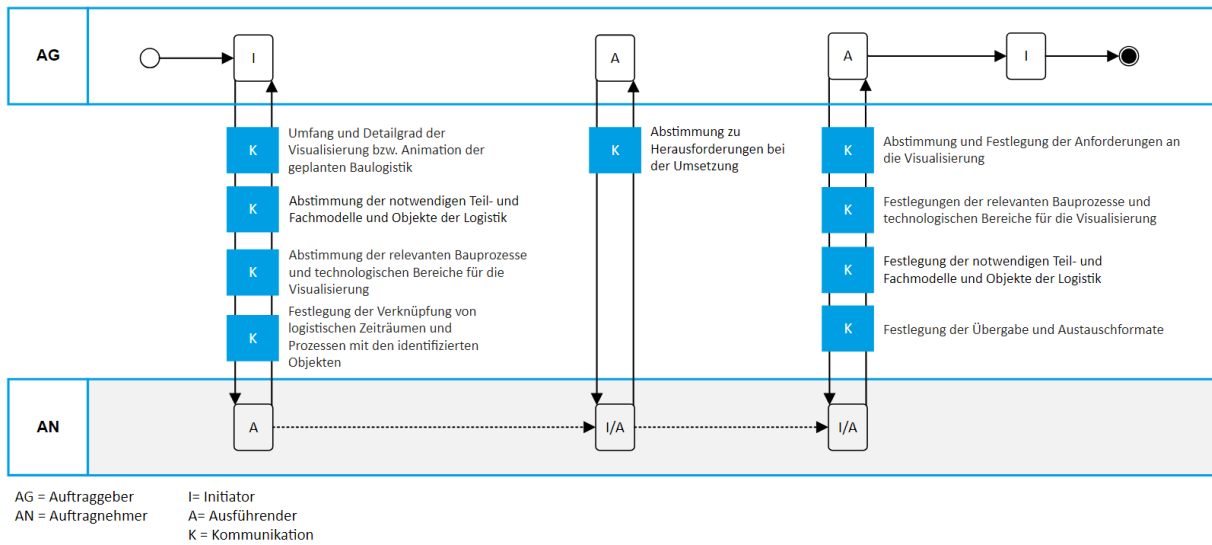 AG
I
A
A
I
K
Umfang und Detailgrad der
Visualisierung bzw. Animation der
geplanten Baulogistik
K
Abstimmung der notwendigen Teil- und
Fachmodelle und Objekte der Logistik
K
Abstimmung der relevanten Bauprozesse
und technologischen Bereiche für die
Visualisierung
K
Festlegung der Verknüpfung von
logistischen Zeiträumen und
Prozessen mit den identifizierten
Objekten
K
Abstimmung zu
Herausforderungen bei
der Umsetzung
K
Abstimmung und Festlegung der Anforderungen an
die Visualisierung
K
Festlegungen der relevanten Bauprozesse und
technologischen Bereiche für die Visualisierung
K
Festlegung der notwendigen Teil- und
Fachmodelle und Objekte der Logistik
K
Festlegung der Übergabe und Austauschformate
AN
A
I/A
I/A
AG = Auftraggeber
AN = Auftragnehmer
I= Initiator
A= Ausführender
K = Kommunikation